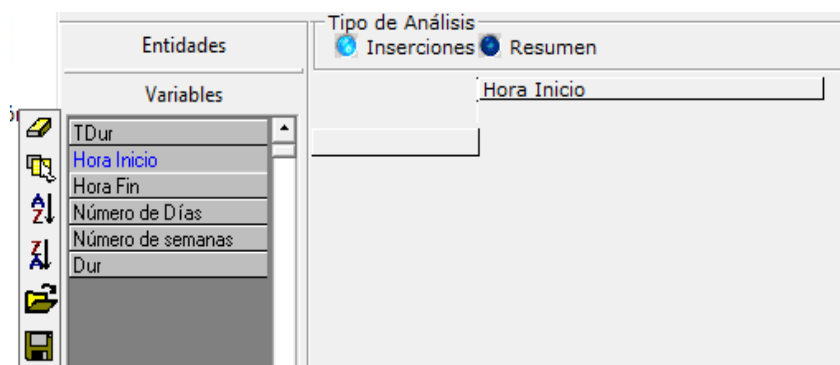 Entidades
Variables
TDur
Hora Inicio
Hora Fin
Número de Días
Número de semanas
Dur
Tipo de Análisis
Inserciones Resumen
Hora Inicio